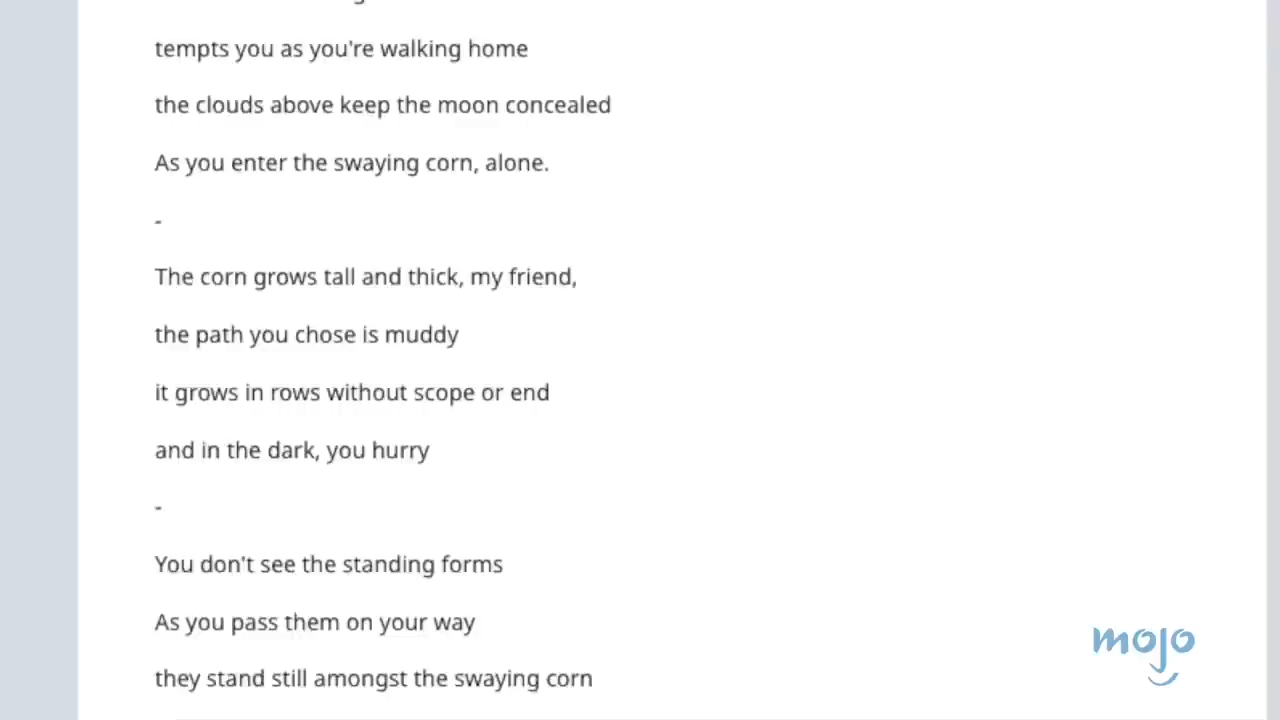 tempts you as you're walking home
the clouds above keep the moon concealed
As you enter the swaying corn, alone.
-
The corn grows tall and thick, my friend,
the path you chose is muddy
it grows in rows without scope or end
and in the dark, you hurry
-
You don't see the standing forms
As you pass them on your way
they stand still amongst the swaying corn
mojo